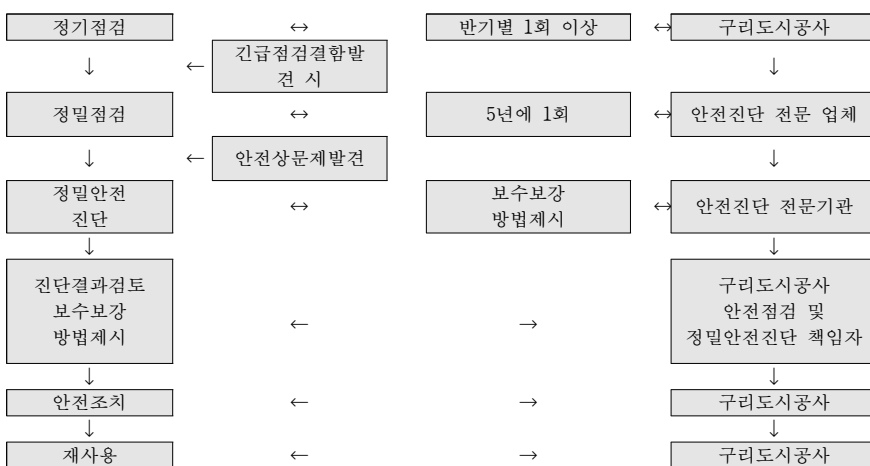 정기점검 ↔ 반기별 1회 이상 ↔ 구리도시공사
↓ ← 긴급점검결함발 ↓
견 시
정밀점검 ↔ 5년에 1회 ↔ 안전진단 전문 업체
↓ ← 안전상문제발견 ↓
정밀안전
진단
↔
보수보강
방법제시
↔ 안전진단 전문기관
↓ ↓
진단결과검토
보수보강
방법제시
← →
구리도시공사
안전점검 및
정밀안전진단 책임자
↓ ↓
안전조치 ← → 구리도시공사
↓ ↓
재사용 ← → 구리도시공사